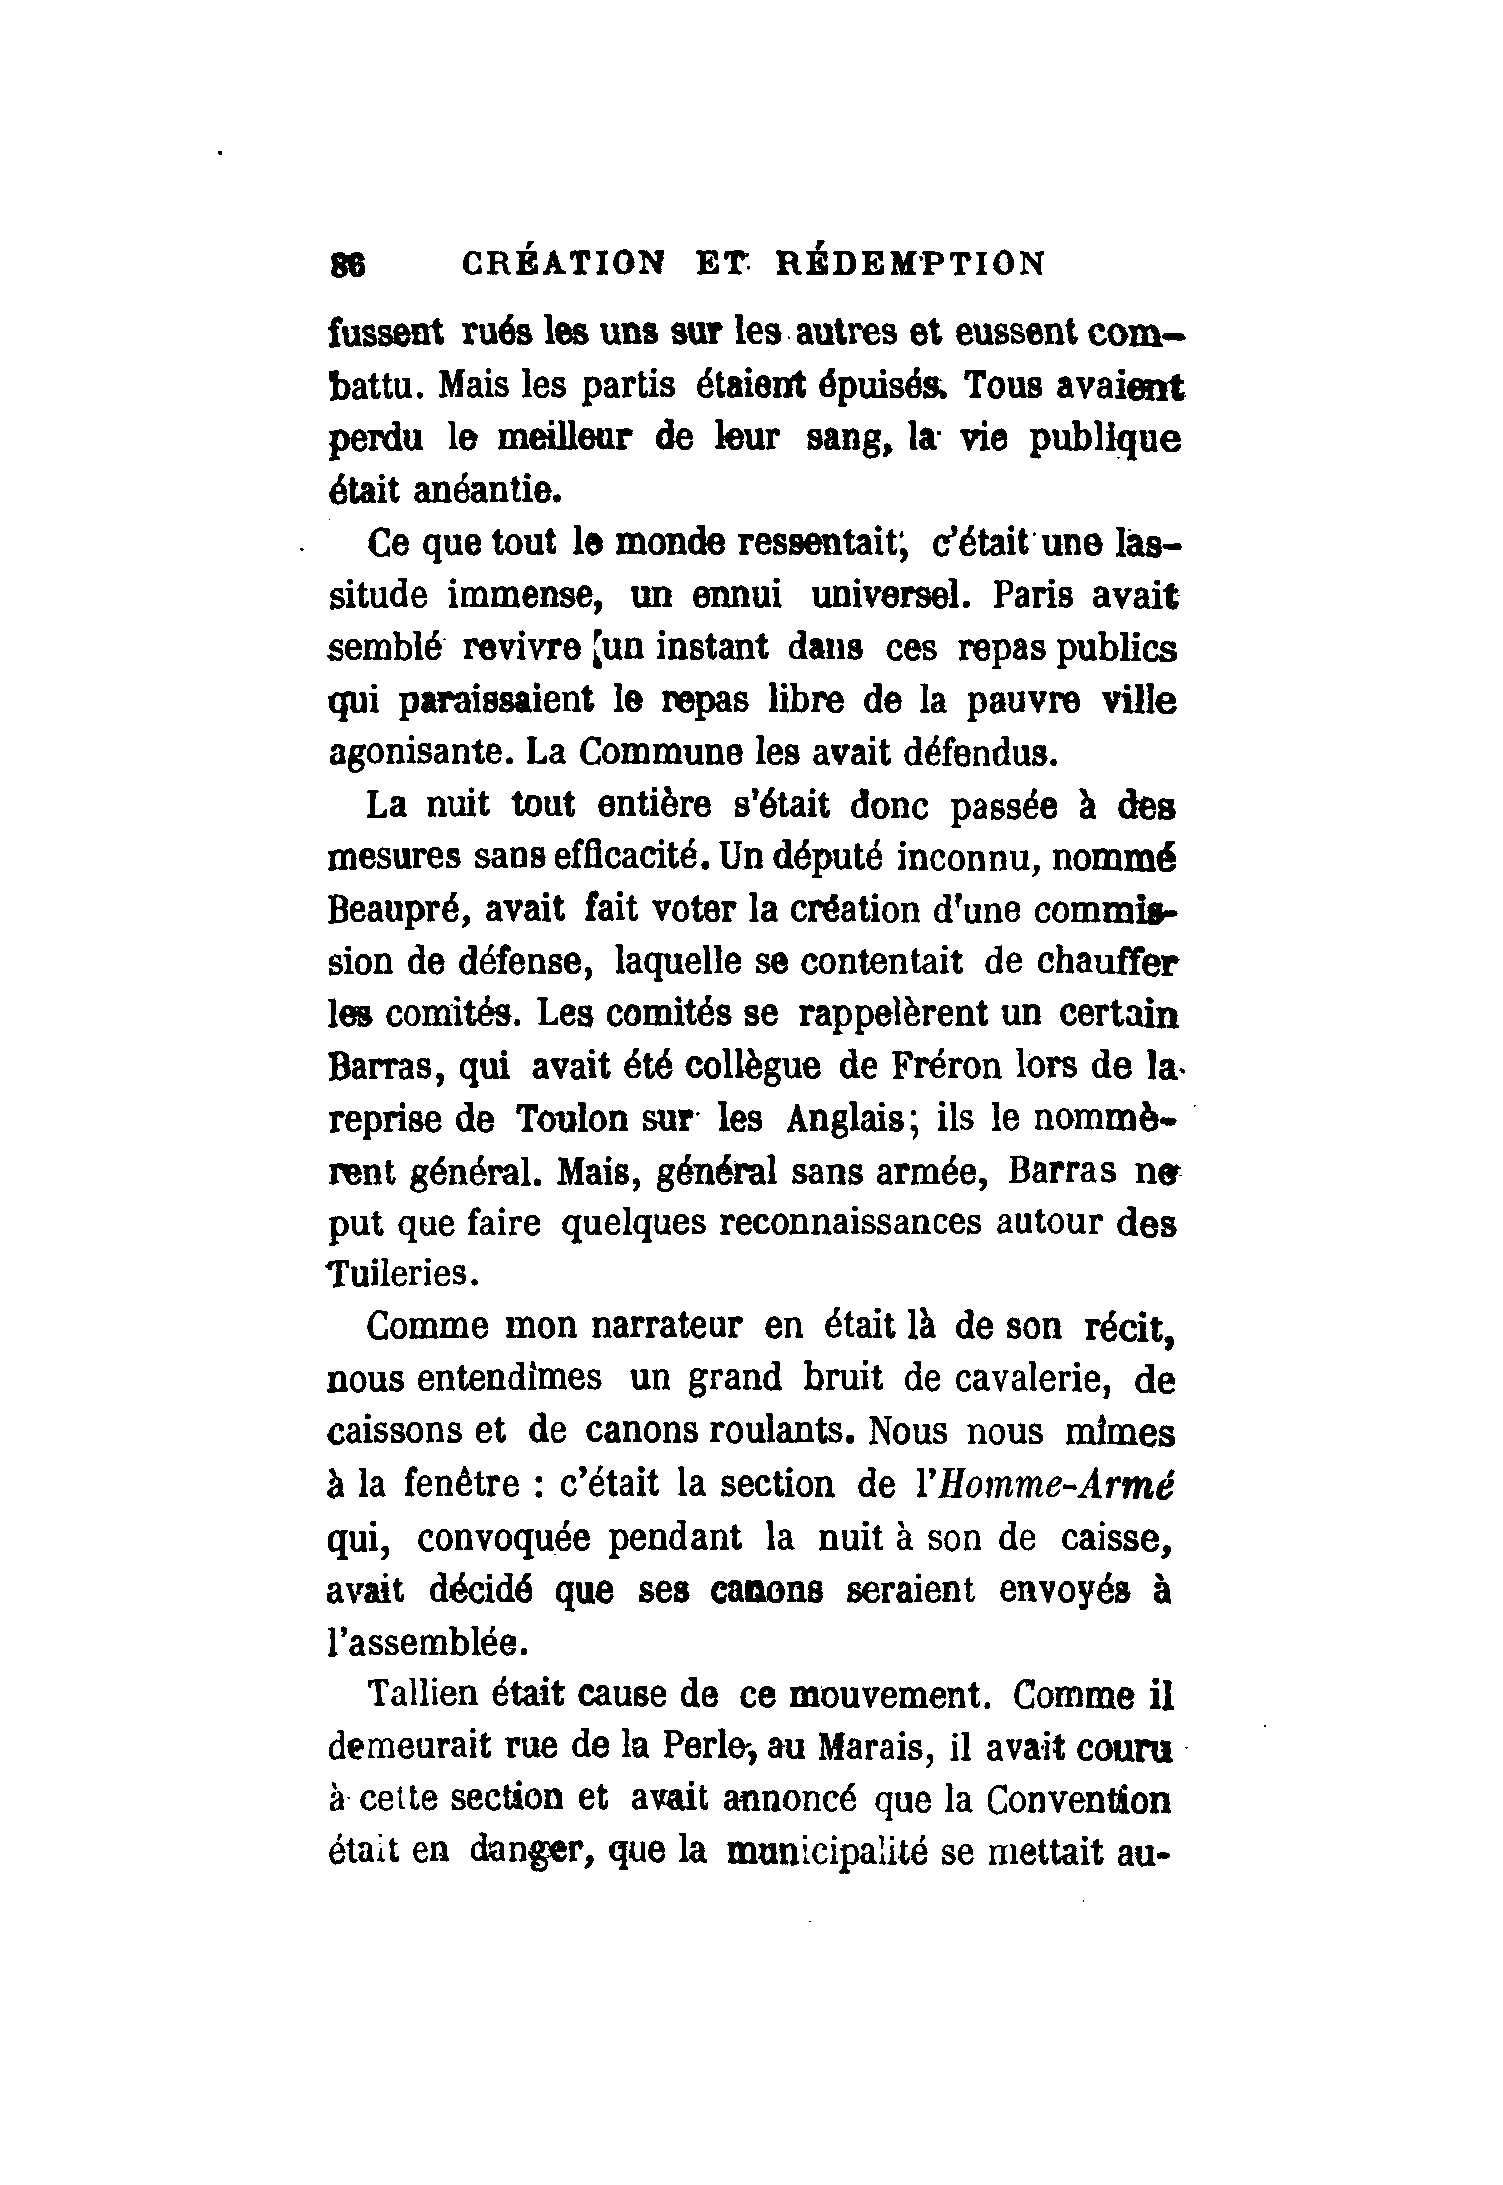 86 CRÉATION ET RÉDEMPTION
fussent rués les uns sur les autres et eussent com-
battu. Mais les partis étaient épuisés. Tous avaient
perdu le meilleur de leur sang, la vie publique
était anéantie.
Ce que tout le monde ressentait, c'était une las-
situde immense, un ennui universel. Paris avait
semblé revivre un instant dans ces repas publics
qui paraissaient le repas libre de la pauvre ville
agonisante. La Commune les avait défendus.
La nuit tout entière s'était donc passée à des
mesures sans efficacité. Un député inconnu, nommé
Beaupré, avait fait voter la création d'une commis-
sion de défense, laquelle se contentait de chauffer
les comités. Les comités se rappelèrent un certain
Barras, qui avait été collègue de Fréron lors de la
reprise de Toulon sur les Anglais; ils le nommè-
rent général. Mais, général sans armée, Barras ne
put que faire quelques reconnaissances autour des
Tuileries.
Comme mon narrateur en était là de son récit,
nous entendîmes un grand bruit de cavalerie, de
caissons et de canons roulants. Nous nous mîmes
à la fenêtre : c'était la section de l'Homme-Armé
qui, convoquée pendant la nuit à son de caisse,
avait décidé que ses canons seraient envoyés à
l'assemblée.
Tallien était cause de ce mouvement. Comme il
demeurait rue de la Perle, au Marais, il avait couru
à cette section et avait annoncé que la Convention
était en danger, que la municipalité se mettait au-